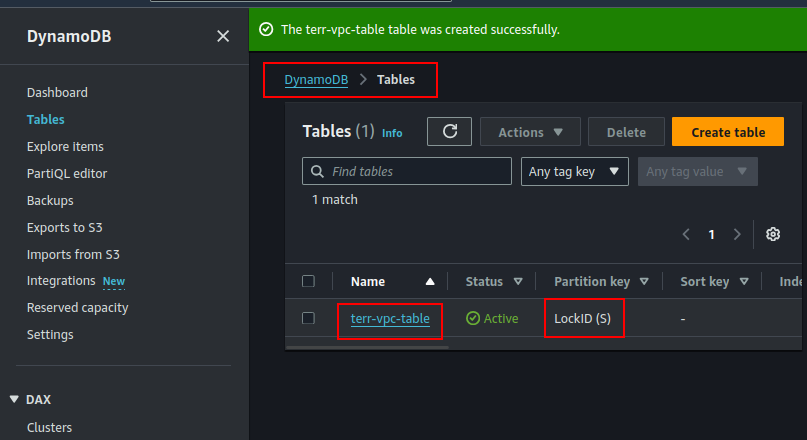 DynamoDB
Dashboard
Tables
Explore items
PartiQL editor
Backups
Exports to S3
Imports from S3
Integrations New
Reserved capacity
Settings
DAX
Clusters
The terr-vpc-table table was created successfully.
DynamoDB > Tables
Tables (1) Info Actions Delete Create table
Find tables Any tag key Any tag value
1 match
1
Name Status Partition key Sort key Inde
terr-vpc-table Active LockID (S) -